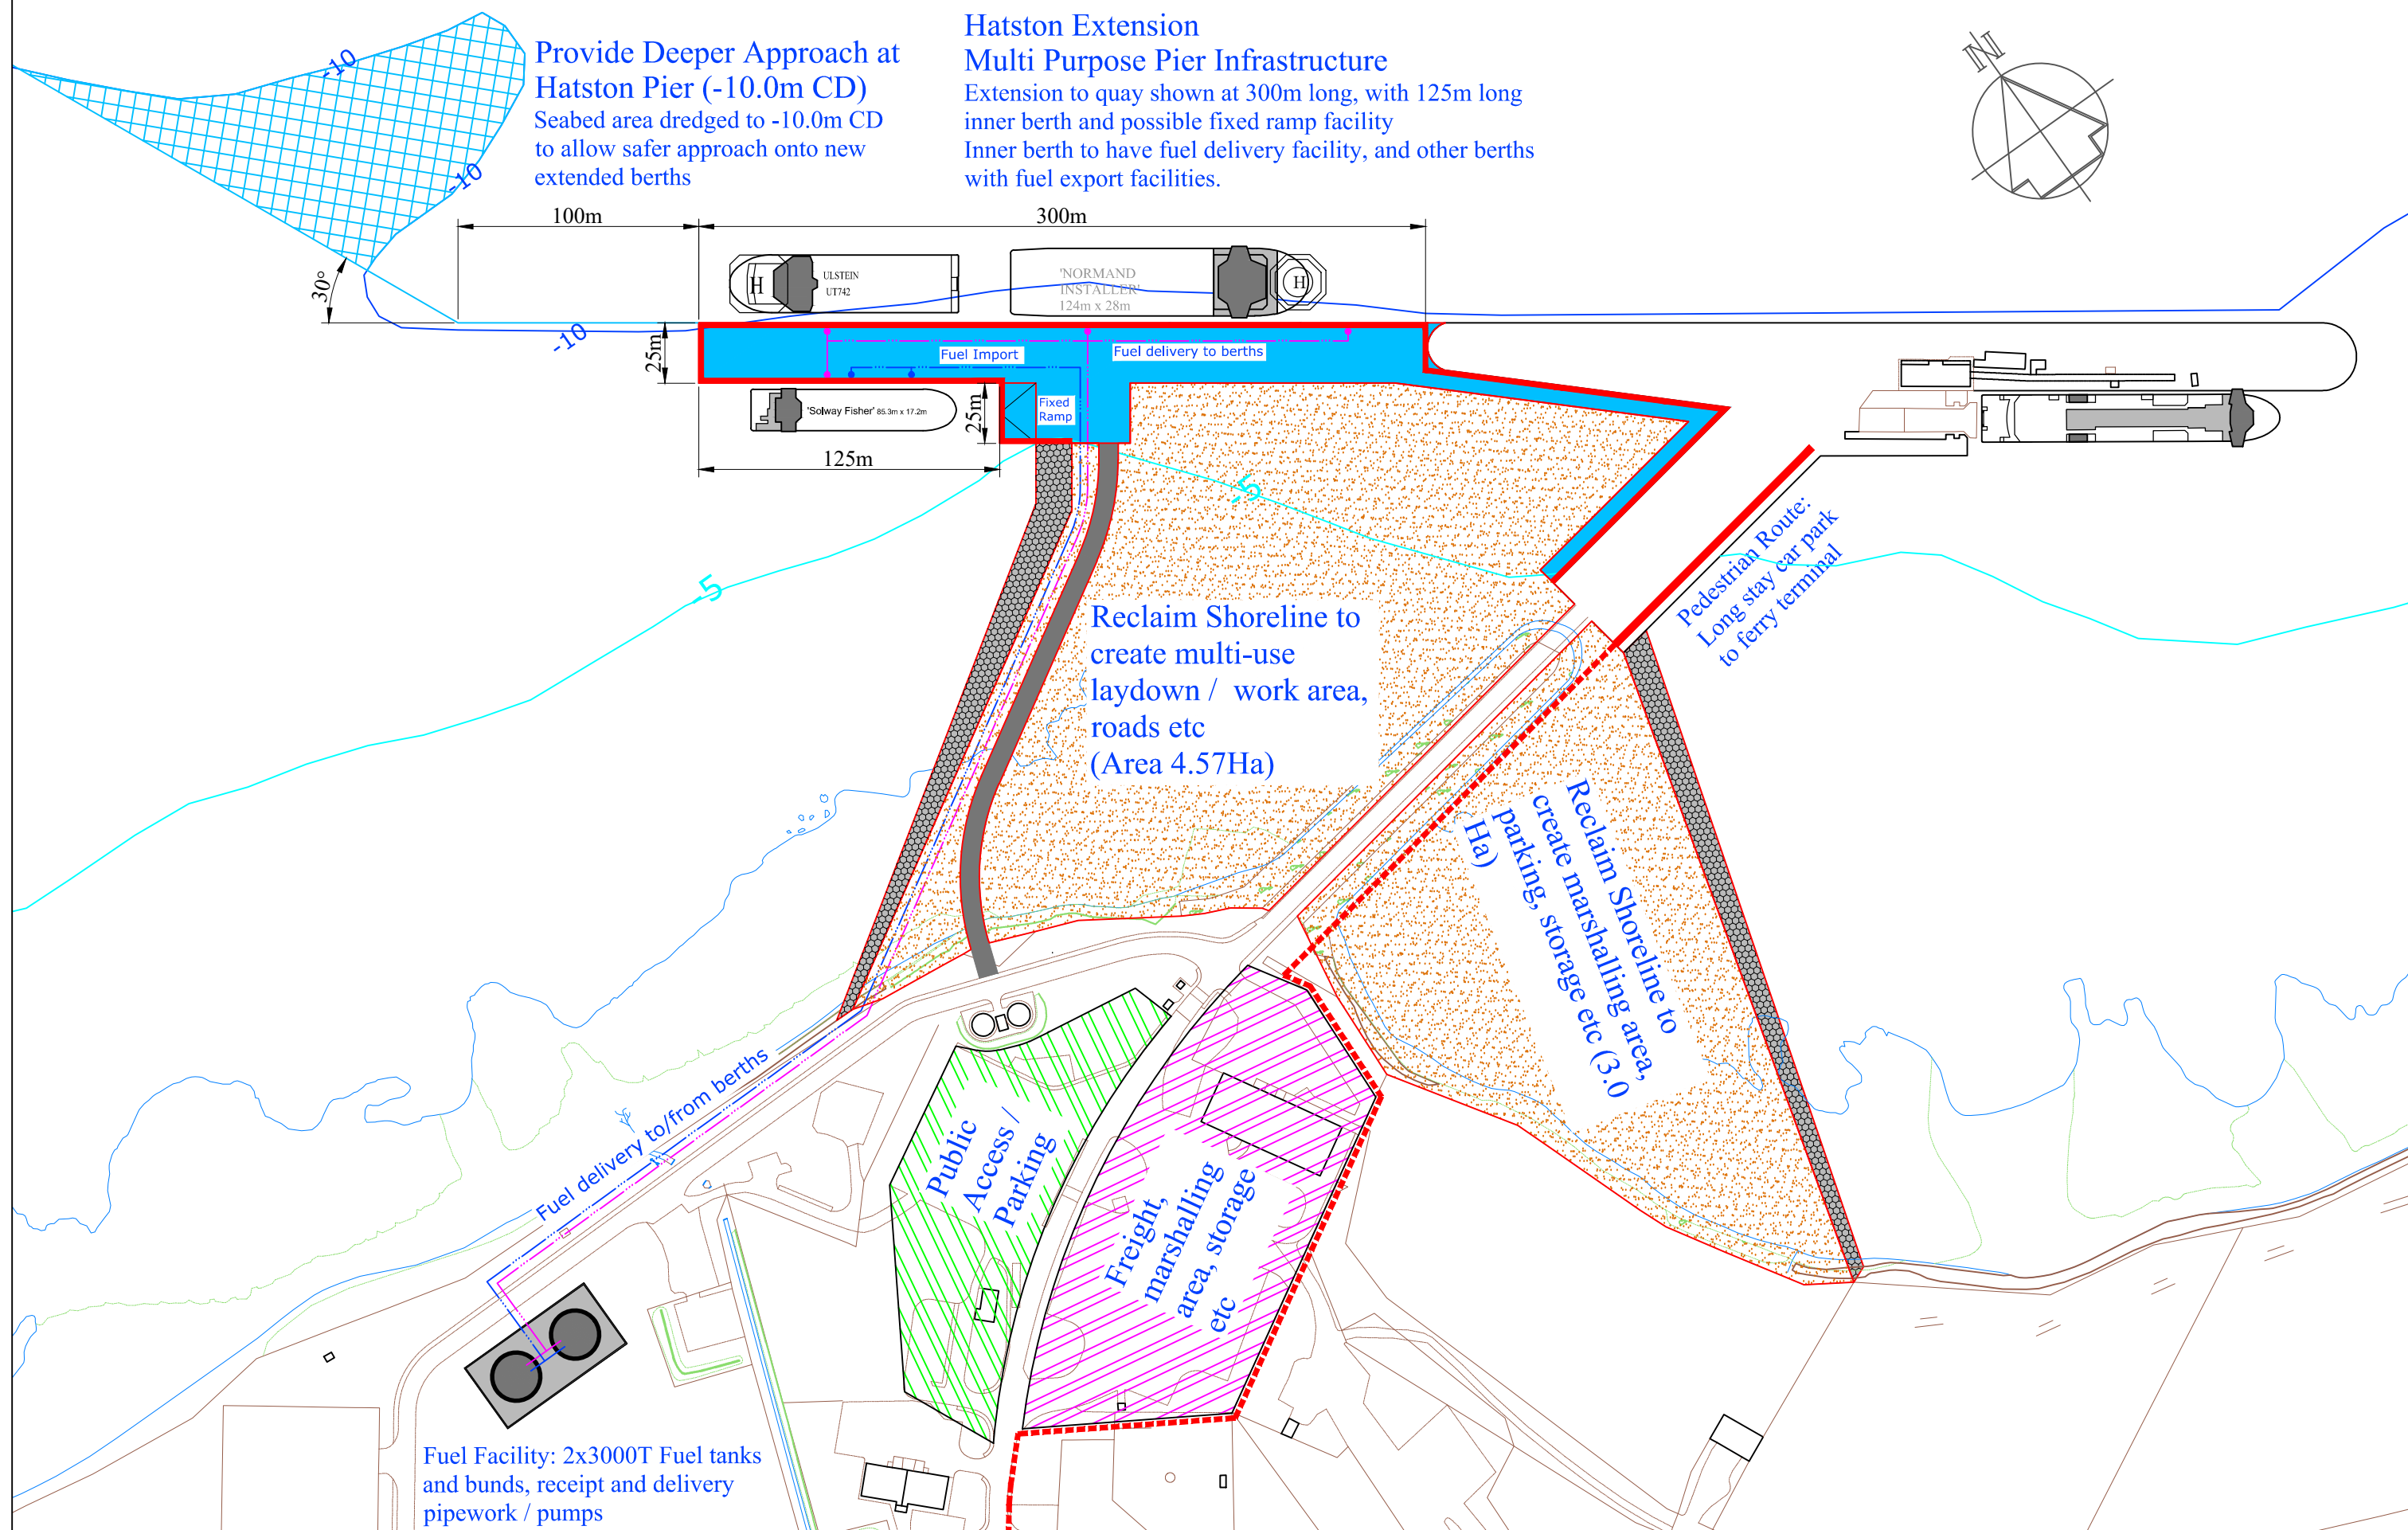 Provide Deeper Approach at
Hatston Pier (-10.0m CD)
Seabed area dredged to -10.0m CD
to allow safer approach onto new
extended berths
Hatston Extension
Multi Purpose Pier Infrastructure
Extension to quay shown at 300m long, with 125m long
inner berth and possible fixed ramp facility
Inner berth to have fuel delivery facility, and other berths
with fuel export facilities.
N
-10
-10
-10
100m
300m
30°
25m
H
ULSTEIN
UT742
'NORMAND
INSTALLER'
124m x 28m
H
Fuel Import
Fuel delivery to berths
'Solway Fisher' 85.3m x 17.2m
25m
Fixed
Ramp
125m
-5
-5
Pedestrian Route:
Long stay car park
to ferry terminal
Reclaim Shoreline to
create multi-use
laydown / work area,
roads etc
(Area 4.57Ha)
Reclaim Shoreline to
create marshalling area,
parking, storage etc (3.0
Ha)
Fuel delivery to/from berths
Public
Access /
Parking
Freight,
marshalling
area, storage
etc
Fuel Facility: 2x3000T Fuel tanks
and bunds, receipt and delivery
pipework / pumps